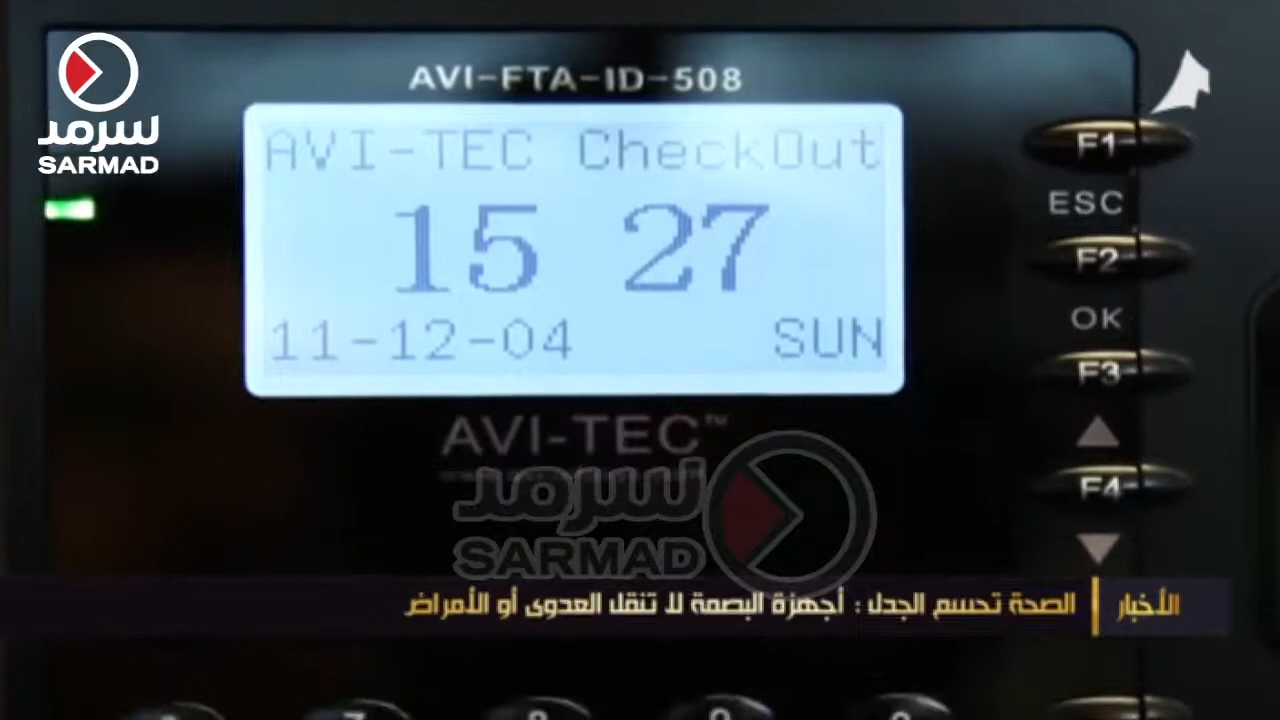 سرمد
SARMAD
AVI-FTA-ID-508
AVI-TEC CheckOut
15 27
11-12-04 SUN
F1
ESC
F2
OK
F3
F4
AVI-TEC™
سرمد
SARMAD
الأخبار | الصحة تحسم الجدل : أجهزة البصمة لا تنقل العدوى أو الأمراض